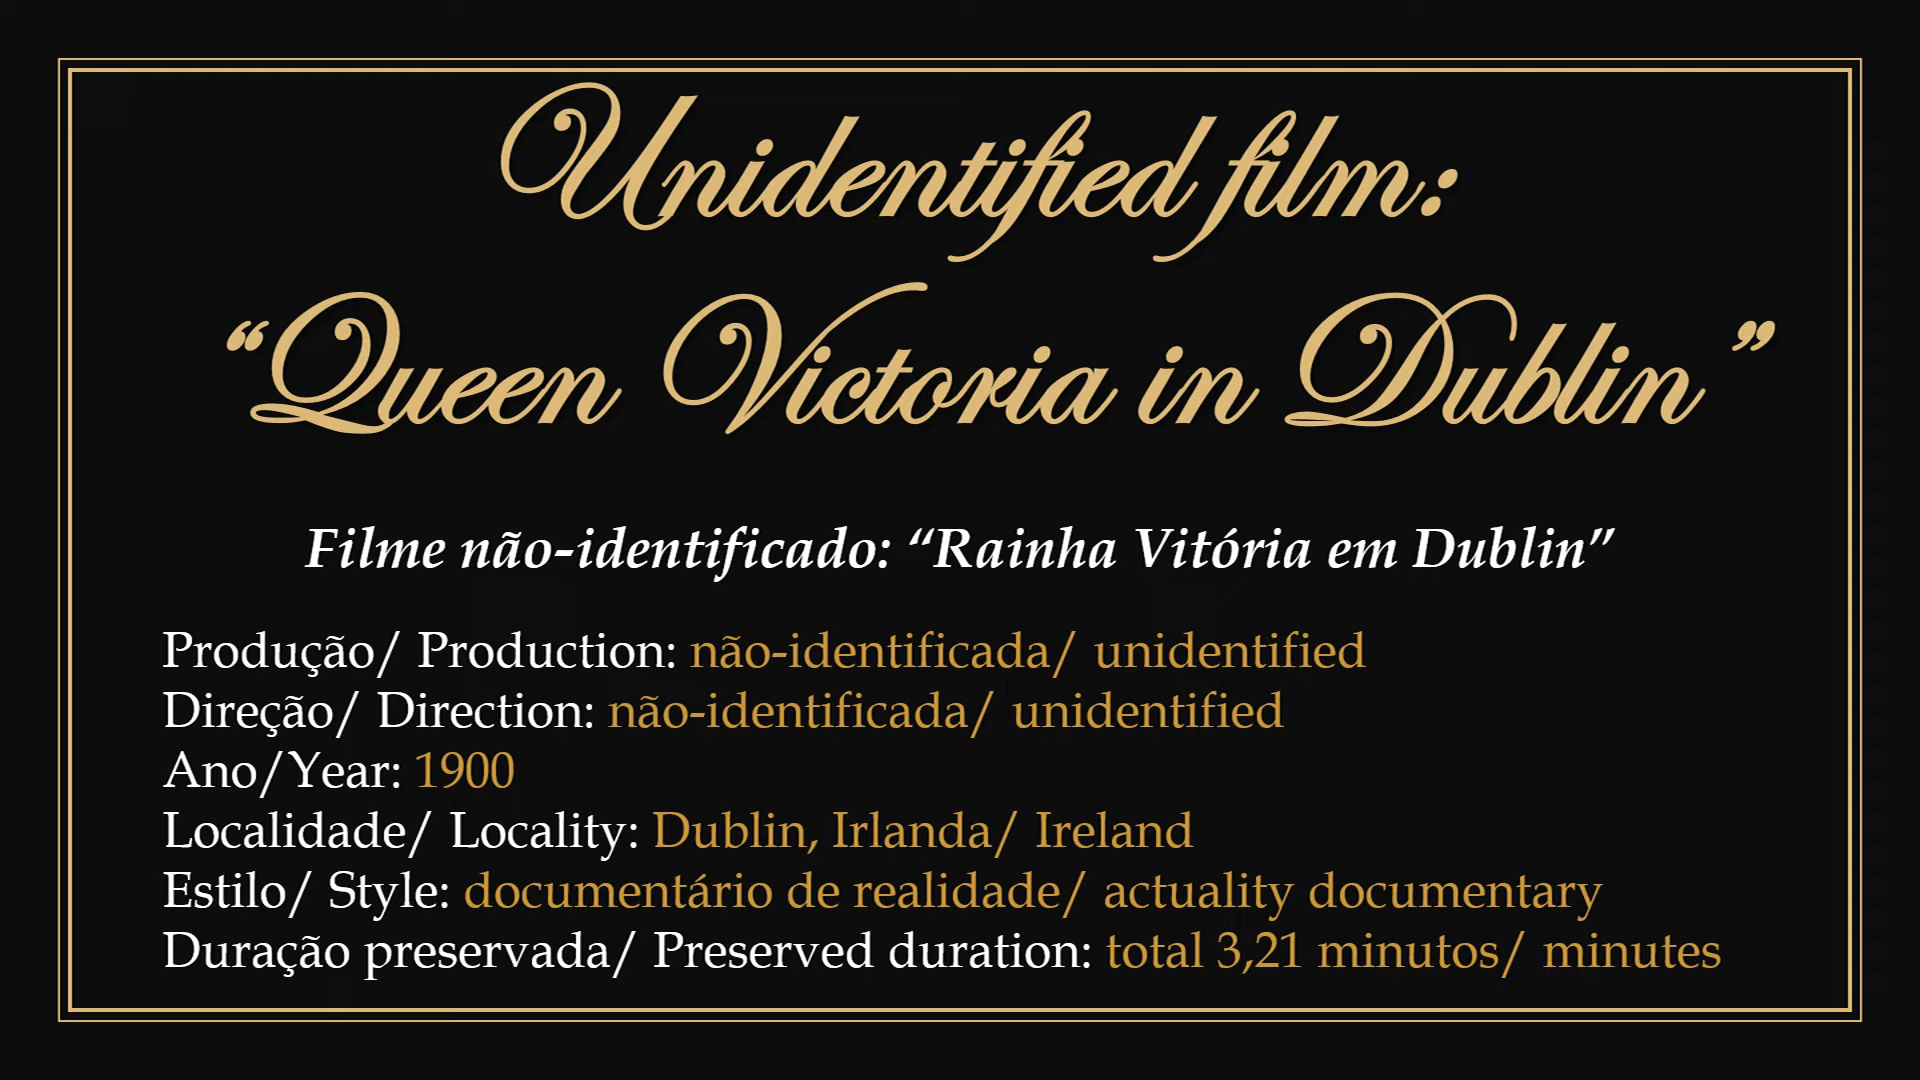 Unidentified film:
“Queen Victoria in Dublin”
Filme não-identificado: “Rainha Vitória em Dublin”
Produção/ Production: não-identificada/ unidentified
Direção/ Direction: não-identificada/ unidentified
Ano/Year: 1900
Localidade/ Locality: Dublin, Irlanda/ Ireland
Estilo/ Style: documentário de realidade/ actuality documentary
Duração preservada/ Preserved duration: total 3,21 minutos/ minutes